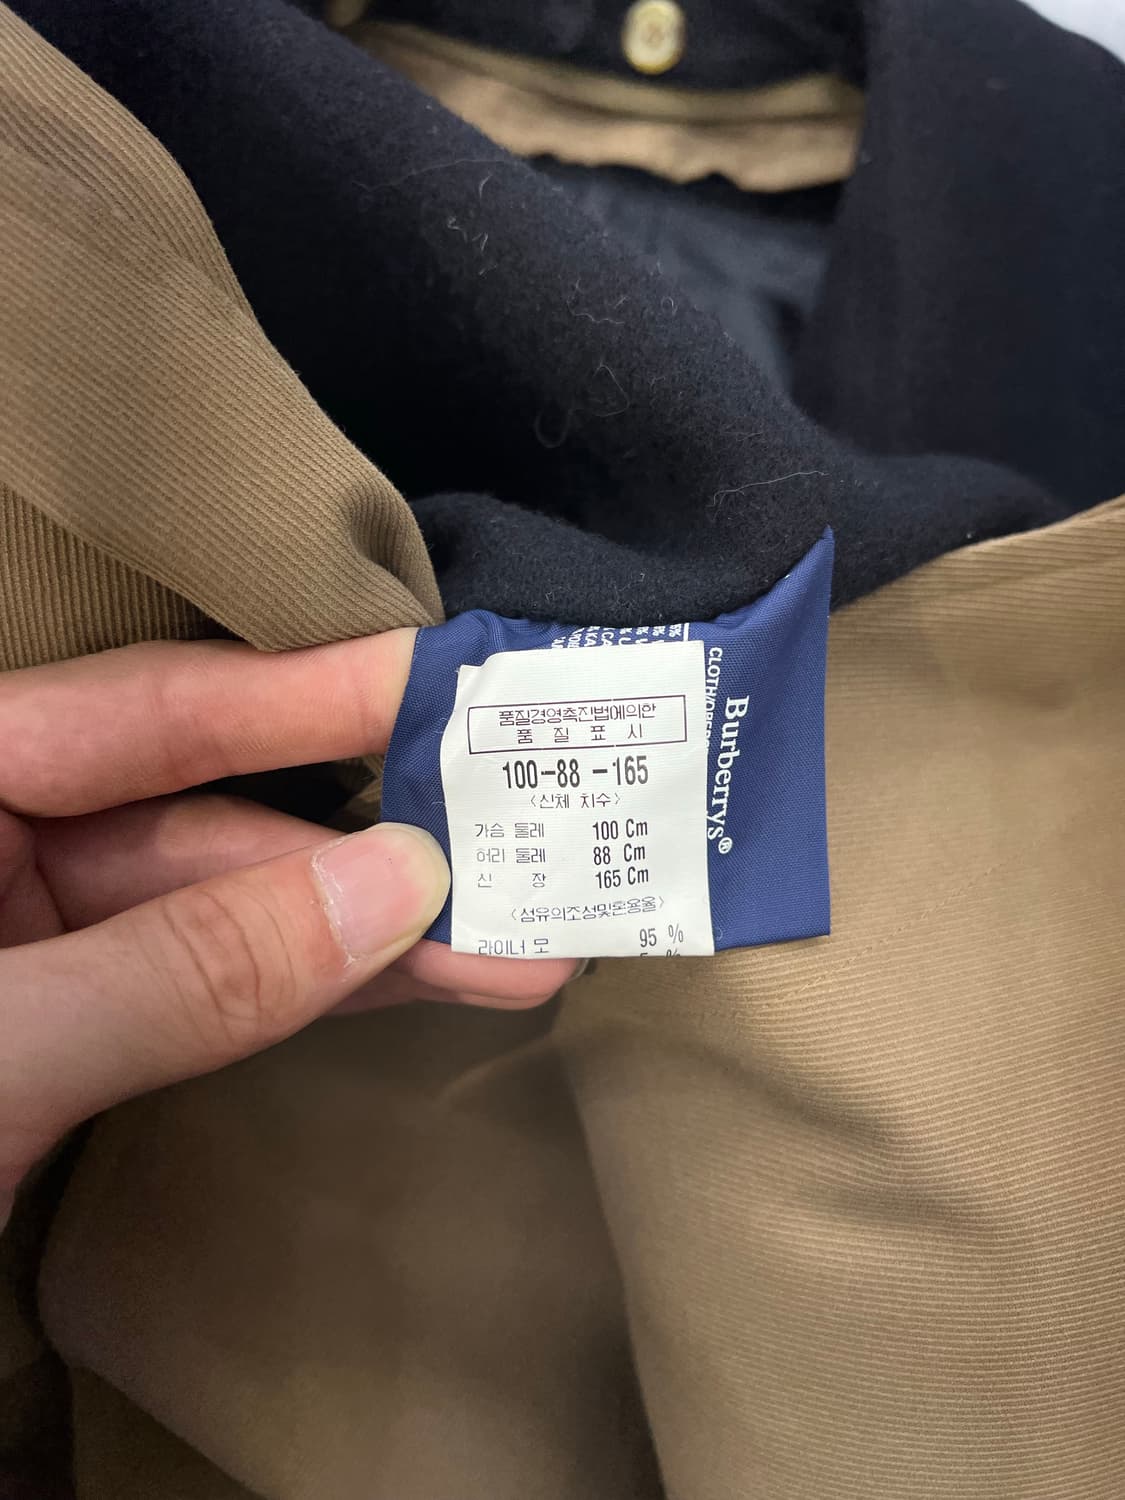 품질경영촉진법에의한
품 질 표 시
100-88-165
<신체 치수>
가슴 둘레 100 Cm
허리 둘레 88 Cm
신 장 165 Cm
<섬유의조성및혼용율>
라이너 모 95 %
Burberrys®